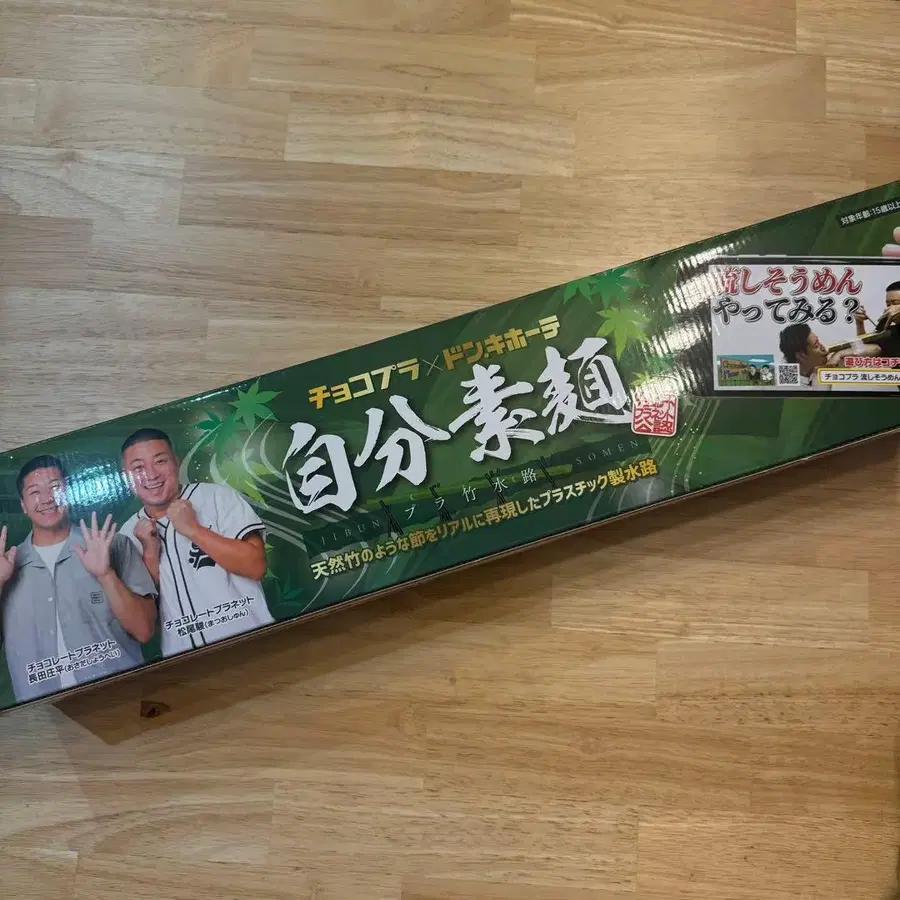 対象年齢:15歳以上
流しそうめん
やってみる?
遊び方はコチ
チョコプラ 流しそうめん
チョコプラ×ドン.キホーテ
自分素麺
プラネット
公認
JIBUN
SOMEN
プラ竹水路
天然竹のような節をリアルに再現したプラスチック製水路
チョコレートプラネット
松尾駿(まつおしゅん)
チョコレートプラネット
長田庄平(おさだしょうへい)